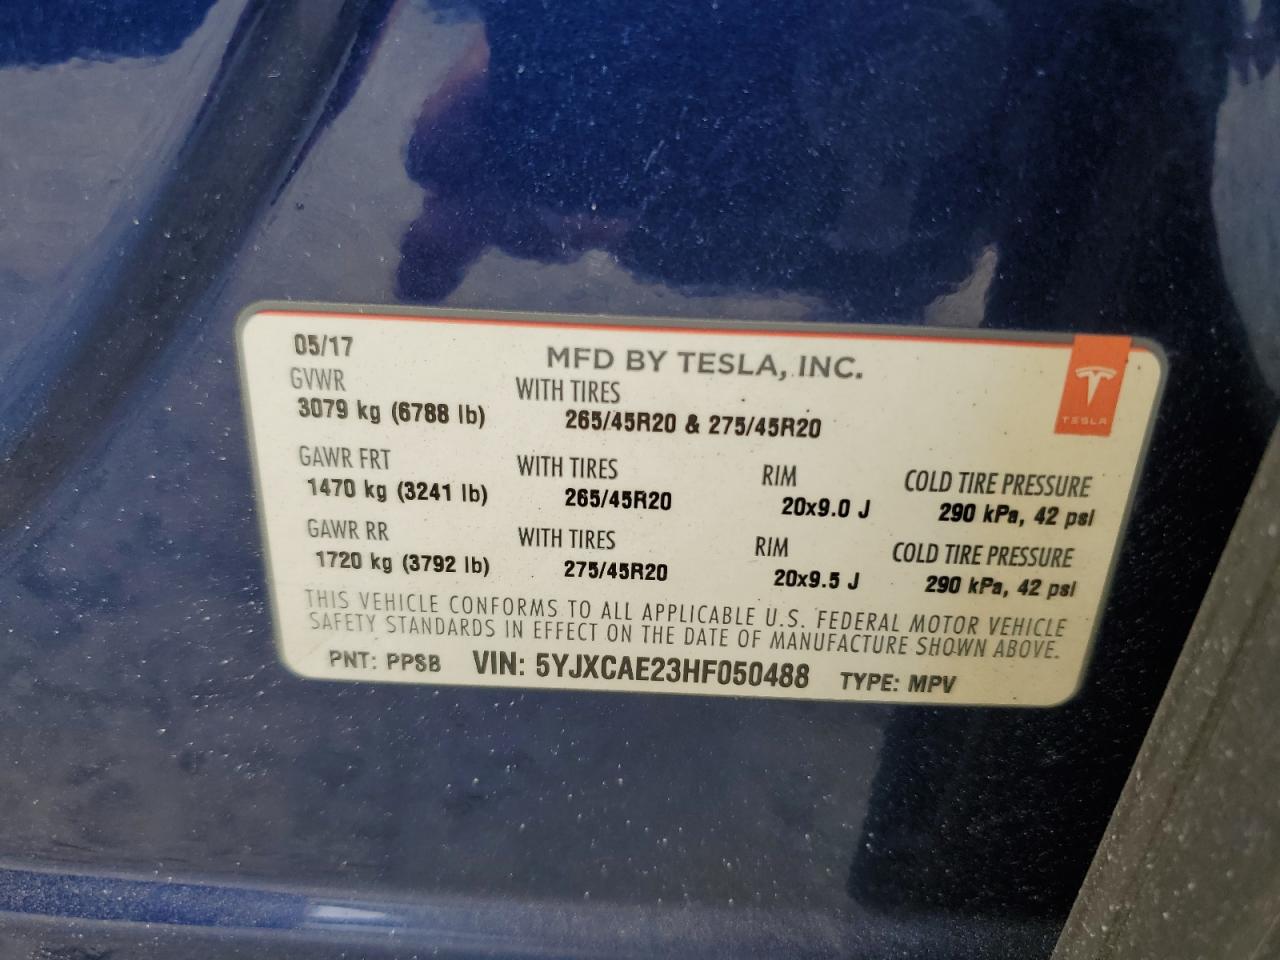 05/17
MFD BY TESLA, INC.
GVWR
WITH TIRES
3079 kg (6788 lb)
265/45R20 & 275/45R20
TESLA
GAWR FRT
WITH TIRES
RIM
COLD TIRE PRESSURE
1470 kg (3241 lb)
265/45R20
20x9.0 J
290 kPa, 42 psi
GAWR RR
WITH TIRES
RIM
COLD TIRE PRESSURE
1720 kg (3792 lb)
275/45R20
20x9.5 J
290 kPa, 42 psi
THIS VEHICLE CONFORMS TO ALL APPLICABLE U.S. FEDERAL MOTOR VEHICLE
SAFETY STANDARDS IN EFFECT ON THE DATE OF MANUFACTURE SHOWN ABOVE.
PNT: PPSB VIN: 5YJXCAE23HF050488 TYPE: MPV